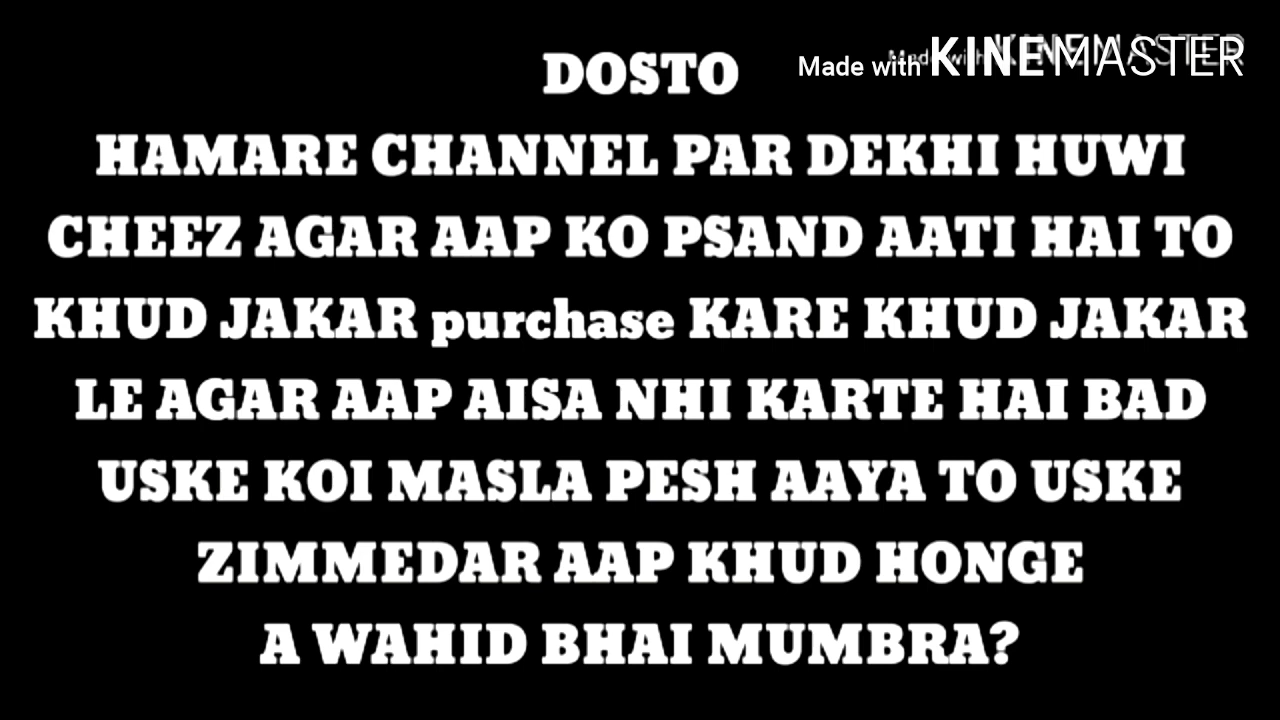 Made with KINEMASTER
DOSTO
HAMARE CHANNEL PAR DEKHI HUWI
CHEEZ AGAR AAP KO PSAND AATI HAI TO
KHUD JAKAR purchase KARE KHUD JAKAR
LE AGAR AAP AISA NHI KARTE HAI BAD
USKE KOI MASLA PESH AAYA TO USKE
ZIMMEDAR AAP KHUD HONGE
A WAHID BHAI MUMBRA?